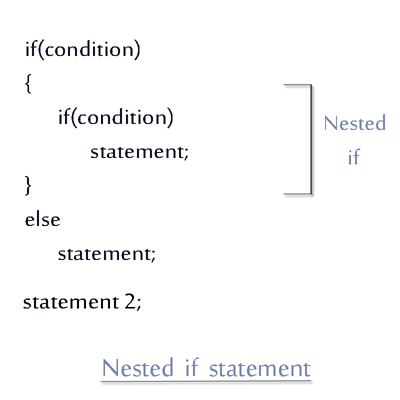 if(condition)
{
if(condition)
statement;
}
else
statement;
statement 2;
Nested
if
Nested if statement